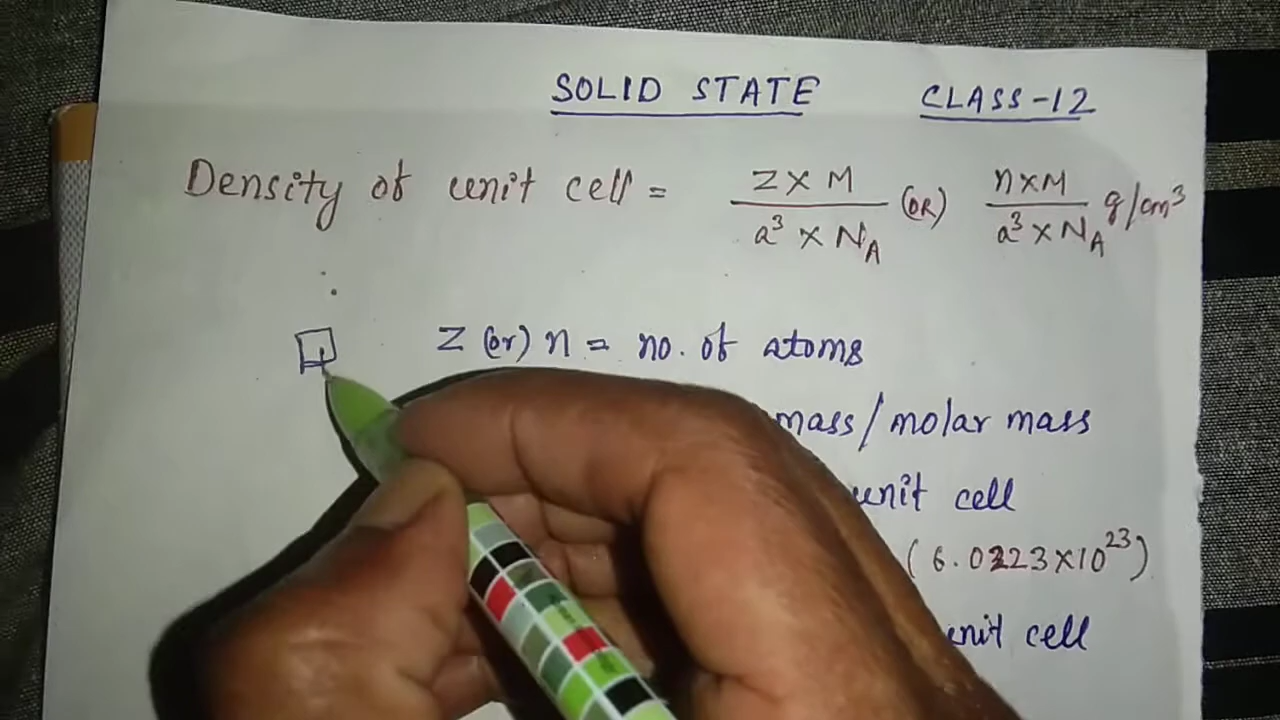 SOLID STATE CLASS-12
Density of unit cell = Z × M / a³ × N_A (OR) n×M / a³ × N_A g/cm³
Z (or) n = no. of atoms
mass/molar mass
unit cell
(6.0223×10²³)
unit cell